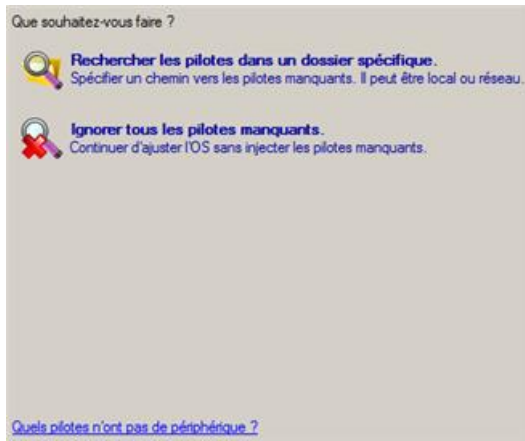 Que souhaitez-vous faire ?
Rechercher les pilotes dans un dossier spécifique.
Spécifier un chemin vers les pilotes manquants. Il peut être local ou réseau.
Ignorer tous les pilotes manquants.
Continuer d'ajuster l'OS sans injecter les pilotes manquants.
Quels pilotes n'ont pas de périphérique ?